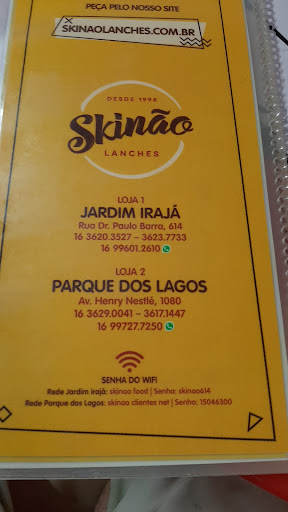 PEÇA PELO NOSSO SITE
SKINAOLANCHES.COM.BR
DESDE 1998
Skinão
LANCHES
LOJA 1
JARDIM IRAJÁ
Rua Dr. Paulo Barra, 614
16 3620.3527 – 3623.7733
16 99601.2610
LOJA 2
PARQUE DOS LAGOS
Av. Henry Nestlé, 1080
16 3629.0041 – 3617.1447
16 99727.7250
SENHA DO WIFI
Rede Jardim irajá: skinao food | Senha: skinao614
Rede Parque dos Lagos: skinao clientes net | Senha: 15046300